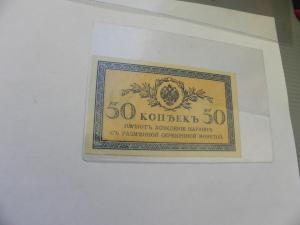 50 КОПѢЕКЪ 50
ИМѢЮТЪ ХОЖДЕНІЕ НАРАВНѢ
СЪ РАЗМѢННОЙ СЕРЕБРЯНОЙ МОНЕТОЙ.